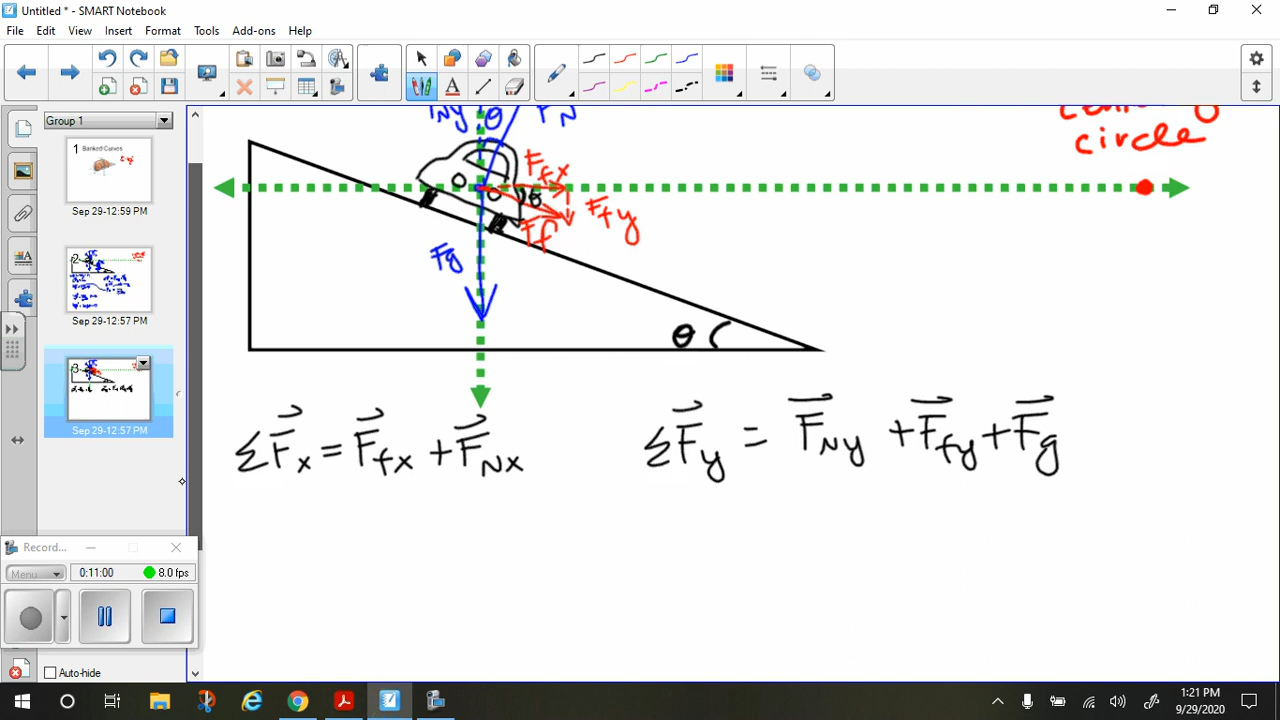 Untitled * - SMART Notebook
File Edit View Insert Format Tools Add-ons Help
Group 1
1 Banked Curves
Sep 29-12:59 PM
2
Sep 29-12:57 PM
3
Sep 29-12:57 PM
FNy θ FN
circle
Ffx
θ
Ffy
Ff
Fg
θ
ΣFx = Ffx + FNx
ΣFy = FNy + Ffy + Fg
Record...
Menu 0:11:00 8.0 fps
Auto-hide
1:21 PM
9/29/2020